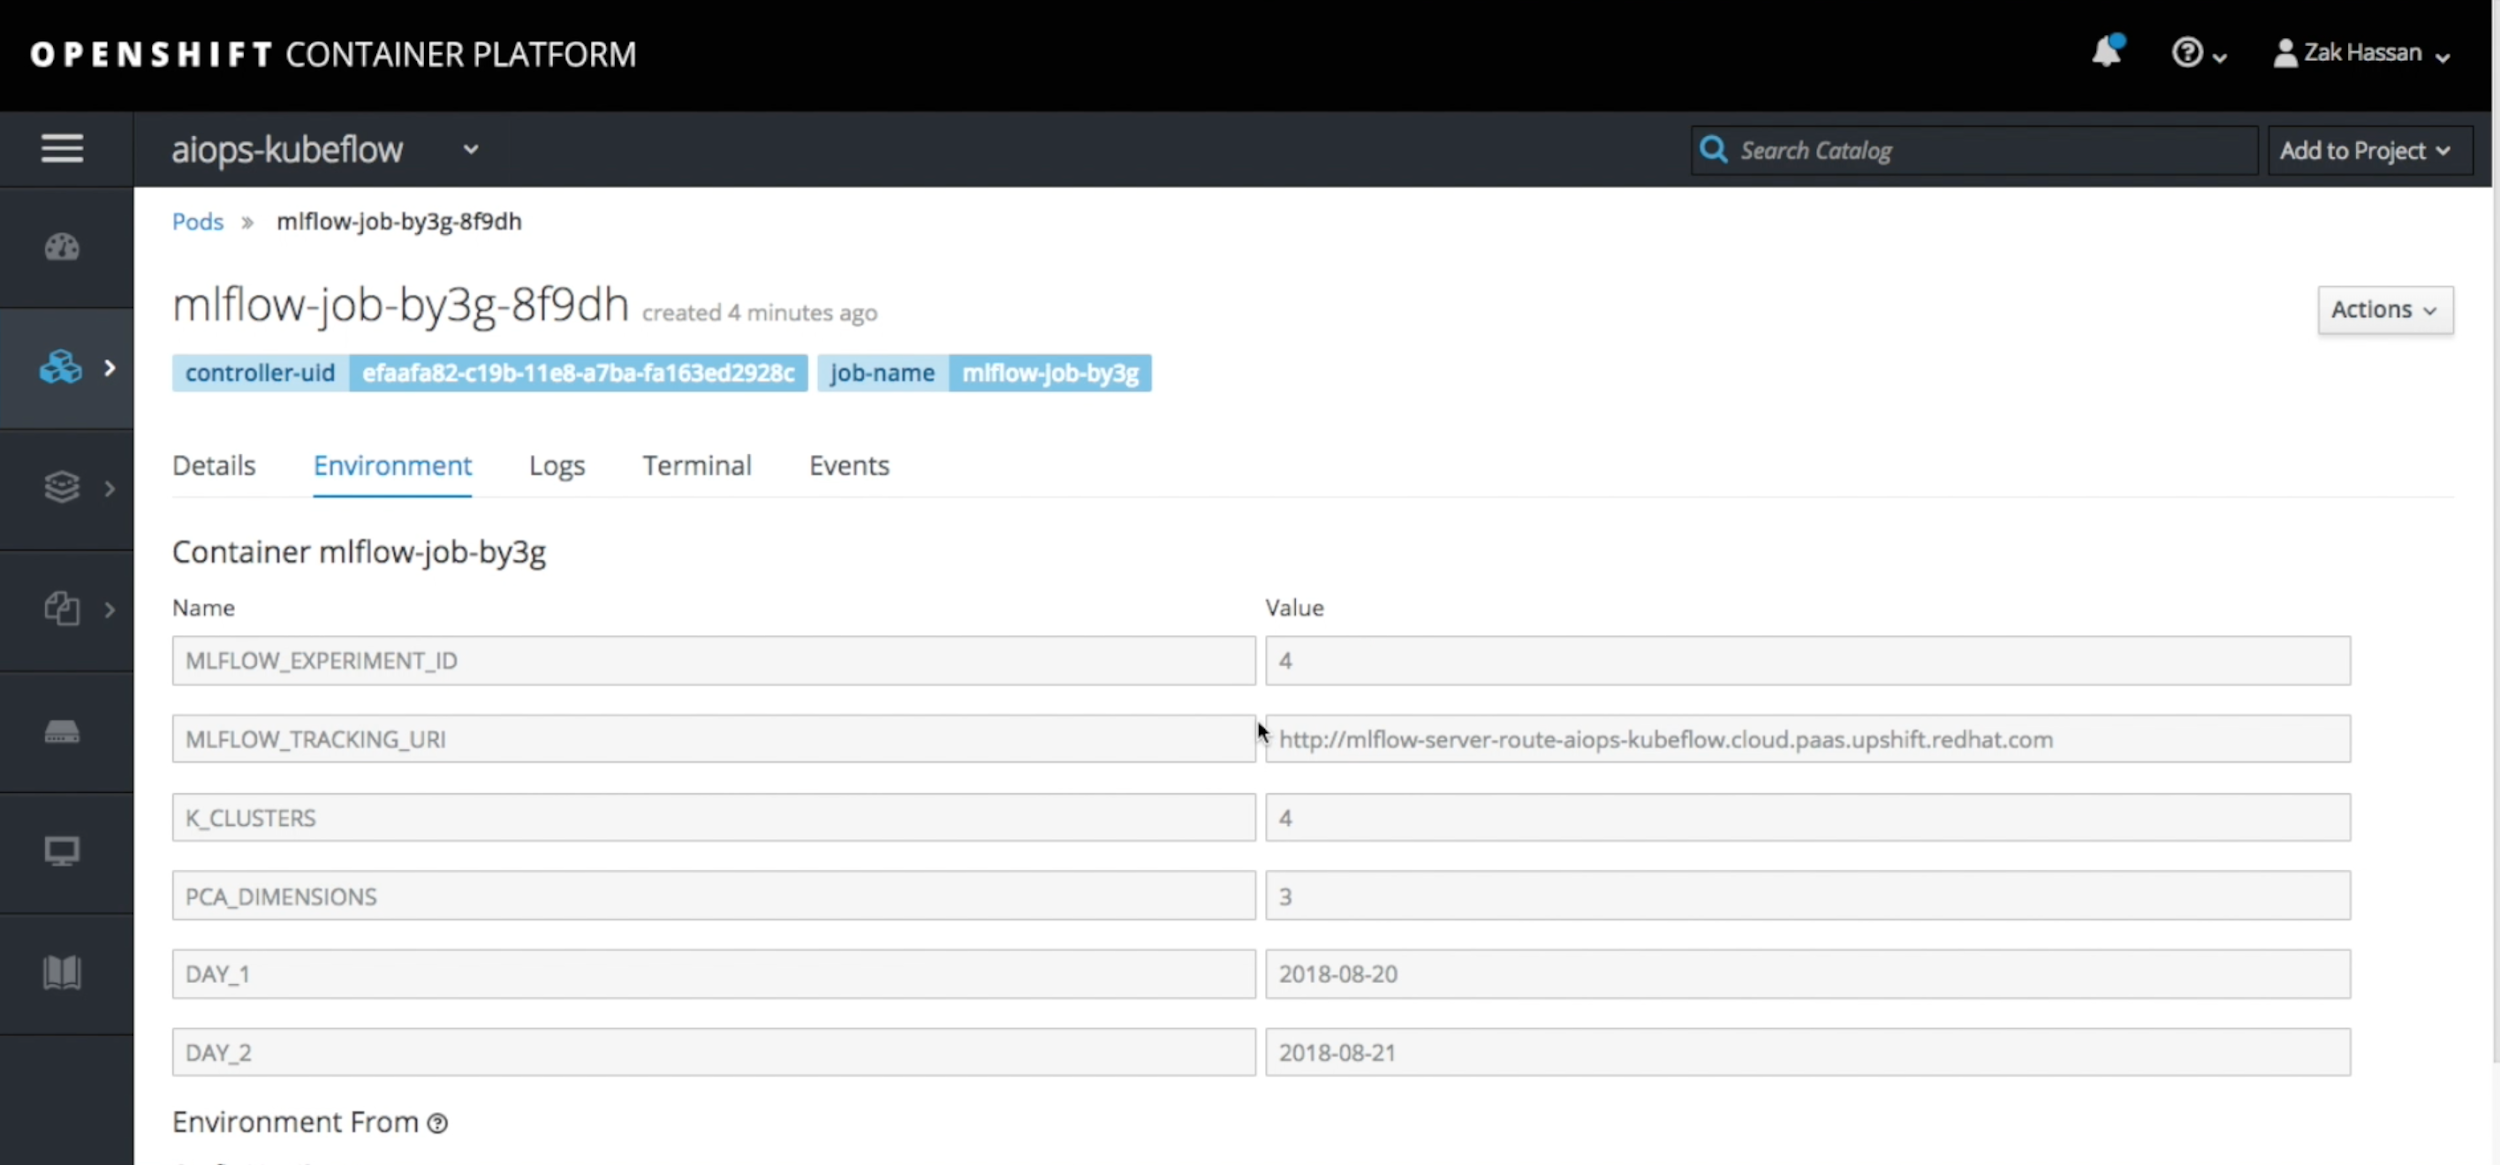 OPENSHIFT CONTAINER PLATFORM
Zak Hassan
aiops-kubeflow
Search Catalog
Add to Project
Pods » mlflow-job-by3g-8f9dh
mlflow-job-by3g-8f9dh created 4 minutes ago
Actions
controller-uid efaafa82-c19b-11e8-a7ba-fa163ed2928c job-name mlflow-job-by3g
Details Environment Logs Terminal Events
Container mlflow-job-by3g
Name Value
MLFLOW_EXPERIMENT_ID 4
MLFLOW_TRACKING_URI http://mlflow-server-route-aiops-kubeflow.cloud.paas.upshift.redhat.com
K_CLUSTERS 4
PCA_DIMENSIONS 3
DAY_1 2018-08-20
DAY_2 2018-08-21
Environment From